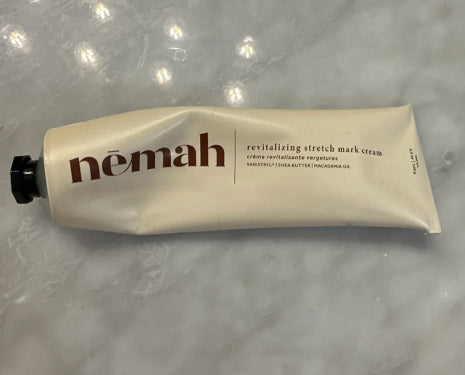 nēmah
revitalizing stretch mark cream
crème revitalisante vergetures
VANISTRYL® | SHEA BUTTER | MACADAMIA OIL